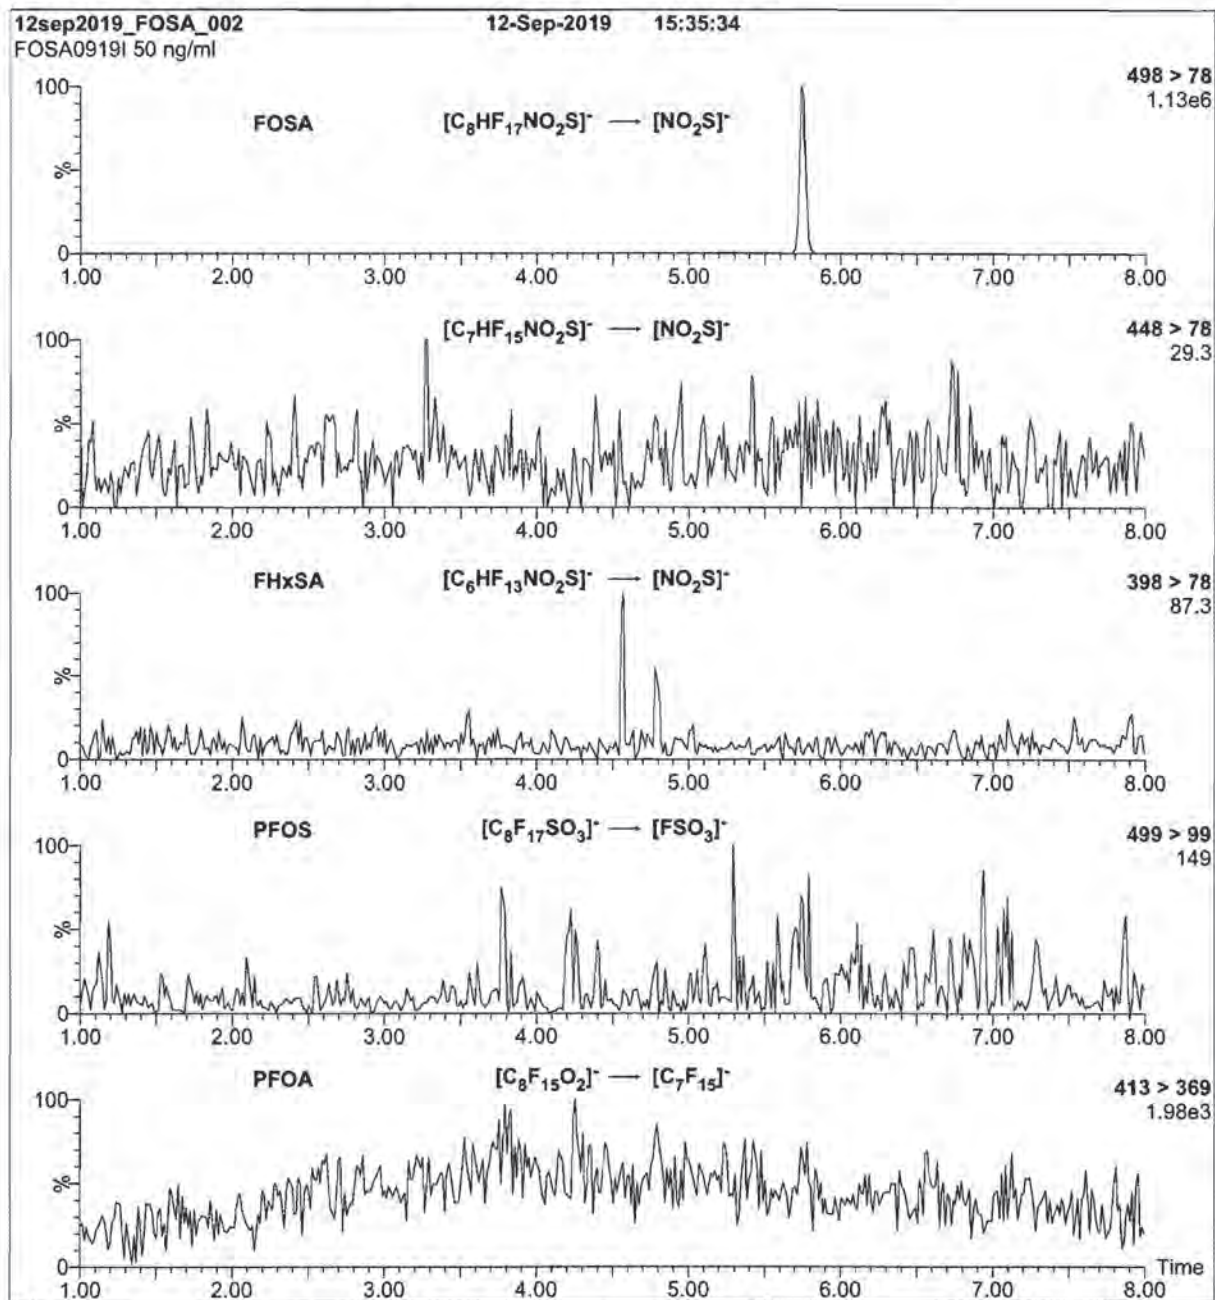 12sep2019_FOSA_002 12-Sep-2019 15:35:34
FOSA0919I 50 ng/ml
498 > 78
1.13e6
FOSA [C8HF17NO2S]- → [NO2S]-
100
%
0
1.00 2.00 3.00 4.00 5.00 6.00 7.00 8.00
[C7HF15NO2S]- → [NO2S]-
448 > 78
29.3
100
%
0
1.00 2.00 3.00 4.00 5.00 6.00 7.00 8.00
FHxSA [C6HF13NO2S]- → [NO2S]-
398 > 78
87.3
100
%
0
1.00 2.00 3.00 4.00 5.00 6.00 7.00 8.00
PFOS [C8F17SO3]- → [FSO3]-
499 > 99
149
100
%
0
1.00 2.00 3.00 4.00 5.00 6.00 7.00 8.00
PFOA [C8F15O2]- → [C7F15]-
413 > 369
1.98e3
100
%
0
Time
1.00 2.00 3.00 4.00 5.00 6.00 7.00 8.00